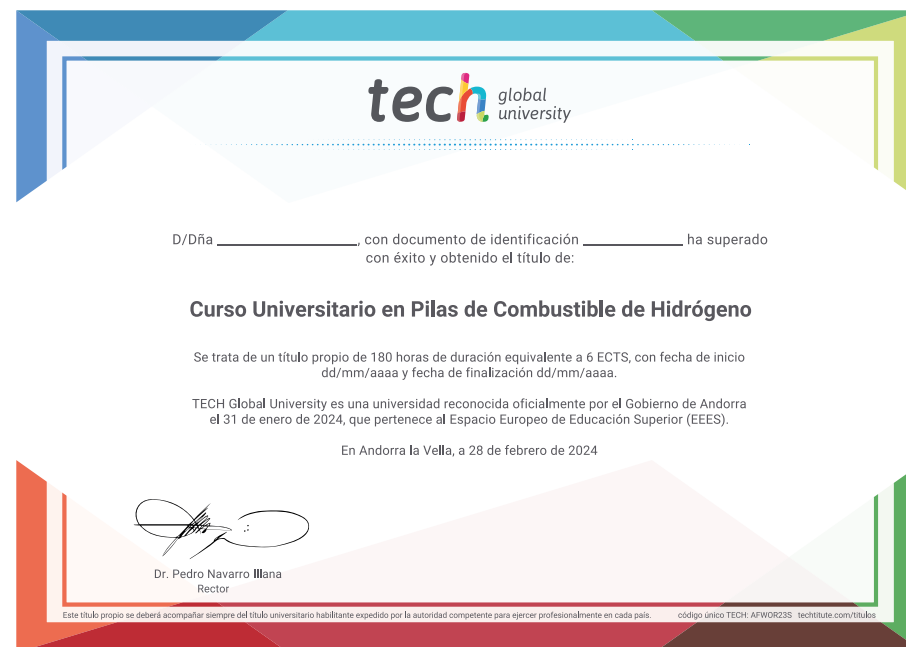 tech global university
D/Dña ________________, con documento de identificación ____________ ha superado
con éxito y obtenido el título de:
Curso Universitario en Pilas de Combustible de Hidrógeno
Se trata de un título propio de 180 horas de duración equivalente a 6 ECTS, con fecha de inicio
dd/mm/aaaa y fecha de finalización dd/mm/aaaa.
TECH Global University es una universidad reconocida oficialmente por el Gobierno de Andorra
el 31 de enero de 2024, que pertenece al Espacio Europeo de Educación Superior (EEES).
En Andorra la Vella, a 28 de febrero de 2024
Dr. Pedro Navarro Illana
Rector
Este título propio se deberá acompañar siempre del título universitario habilitante expedido por la autoridad competente para ejercer profesionalmente en cada país. código único TECH: AFWOR23S techtitute.com/titulos